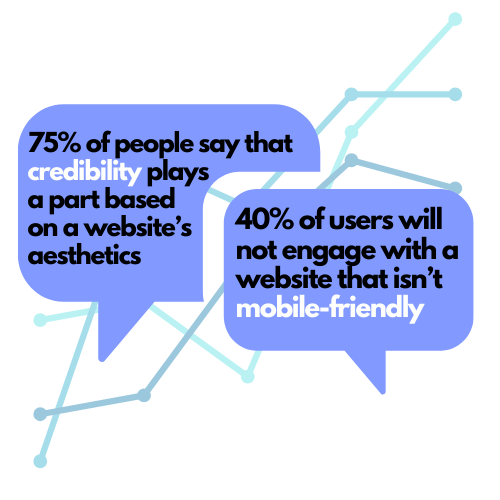 75% of people say that
credibility plays
a part based
on a website's
aesthetics
40% of users will
not engage with a
website that isn't
mobile-friendly